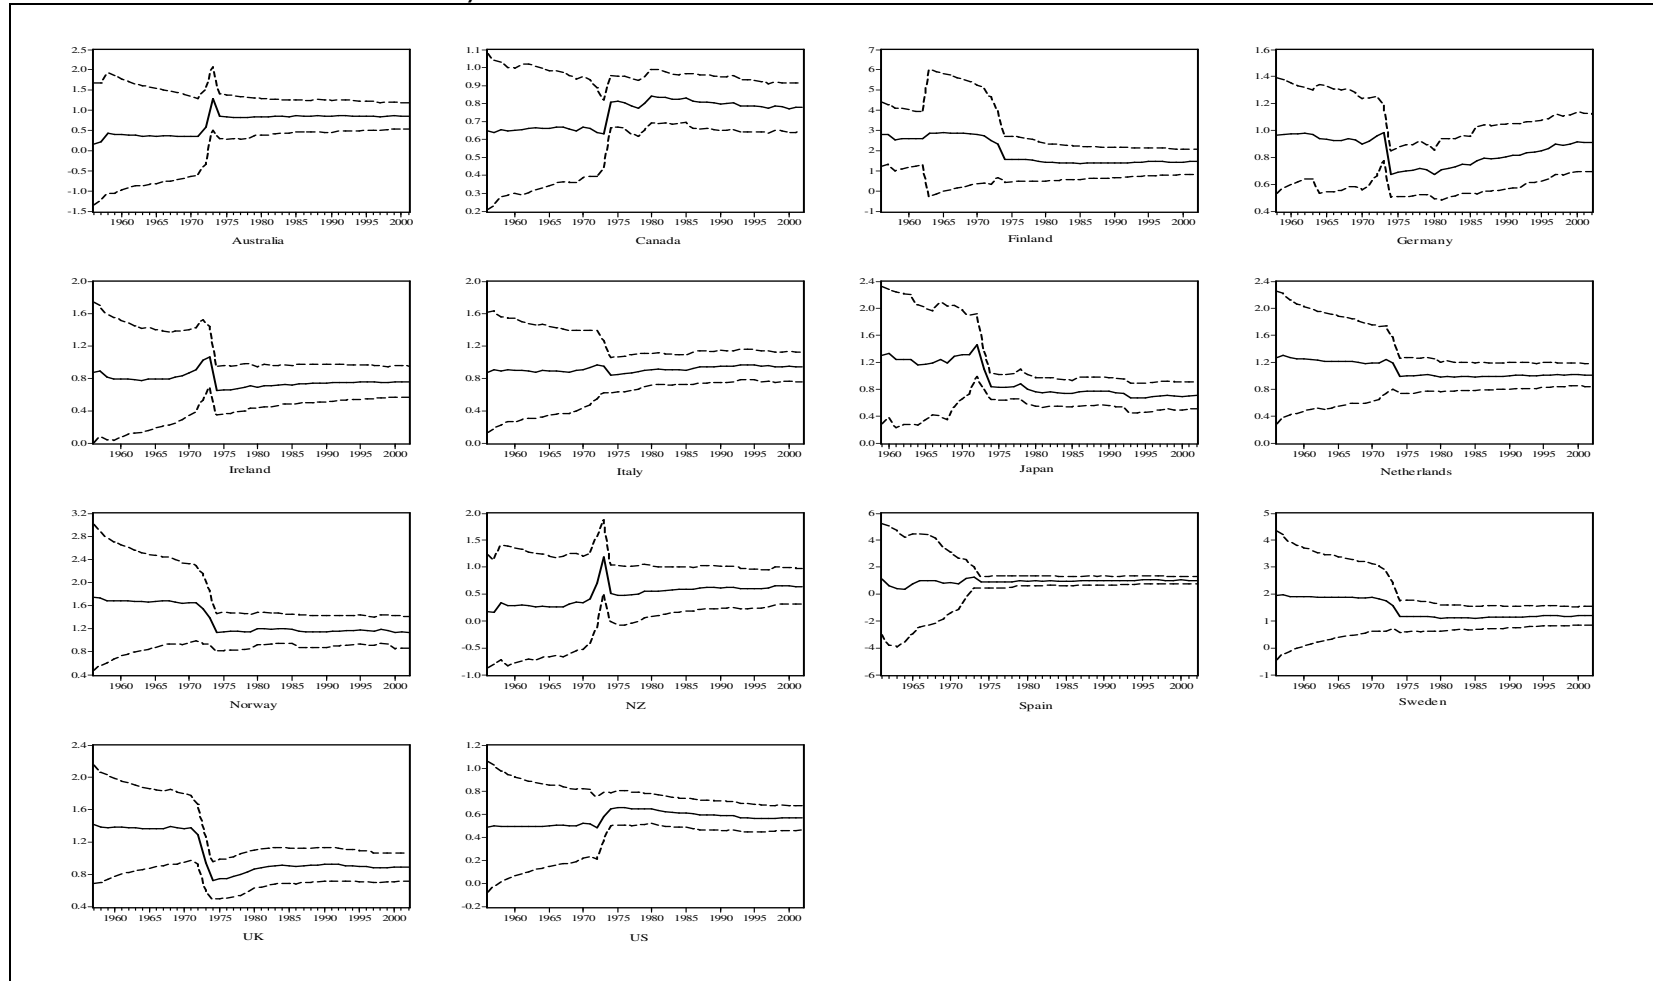 2.5 2.0 1.5 1.0 0.5 0.0 -0.5 -1.0 -1.5
1960 1965 1970 1975 1980 1985 1990 1995 2000
Australia
1.1 1.0 0.9 0.8 0.7 0.6 0.5 0.4 0.3 0.2
1960 1965 1970 1975 1980 1985 1990 1995 2000
Canada
7 6 5 4 3 2 1 0 -1
1960 1965 1970 1975 1980 1985 1990 1995 2000
Finland
1.6 1.4 1.2 1.0 0.8 0.6 0.4
1960 1965 1970 1975 1980 1985 1990 1995 2000
Germany
2.0 1.6 1.2 0.8 0.4 0.0
1960 1965 1970 1975 1980 1985 1990 1995 2000
Ireland
2.0 1.6 1.2 0.8 0.4 0.0
1960 1965 1970 1975 1980 1985 1990 1995 2000
Italy
2.4 2.0 1.6 1.2 0.8 0.4 0.0
1960 1965 1970 1975 1980 1985 1990 1995 2000
Japan
2.4 2.0 1.6 1.2 0.8 0.4 0.0
1960 1965 1970 1975 1980 1985 1990 1995 2000
Netherlands
3.2 2.8 2.4 2.0 1.6 1.2 0.8 0.4
1960 1965 1970 1975 1980 1985 1990 1995 2000
Norway
2.0 1.5 1.0 0.5 0.0 -0.5 -1.0
1960 1965 1970 1975 1980 1985 1990 1995 2000
NZ
6 4 2 0 -2 -4 -6
1965 1970 1975 1980 1985 1990 1995 2000
Spain
5 4 3 2 1 0 -1
1960 1965 1970 1975 1980 1985 1990 1995 2000
Sweden
2.4 2.0 1.6 1.2 0.8 0.4
1960 1965 1970 1975 1980 1985 1990 1995 2000
UK
1.2 1.0 0.8 0.6 0.4 0.2 0.0 -0.2
1960 1965 1970 1975 1980 1985 1990 1995 2000
US